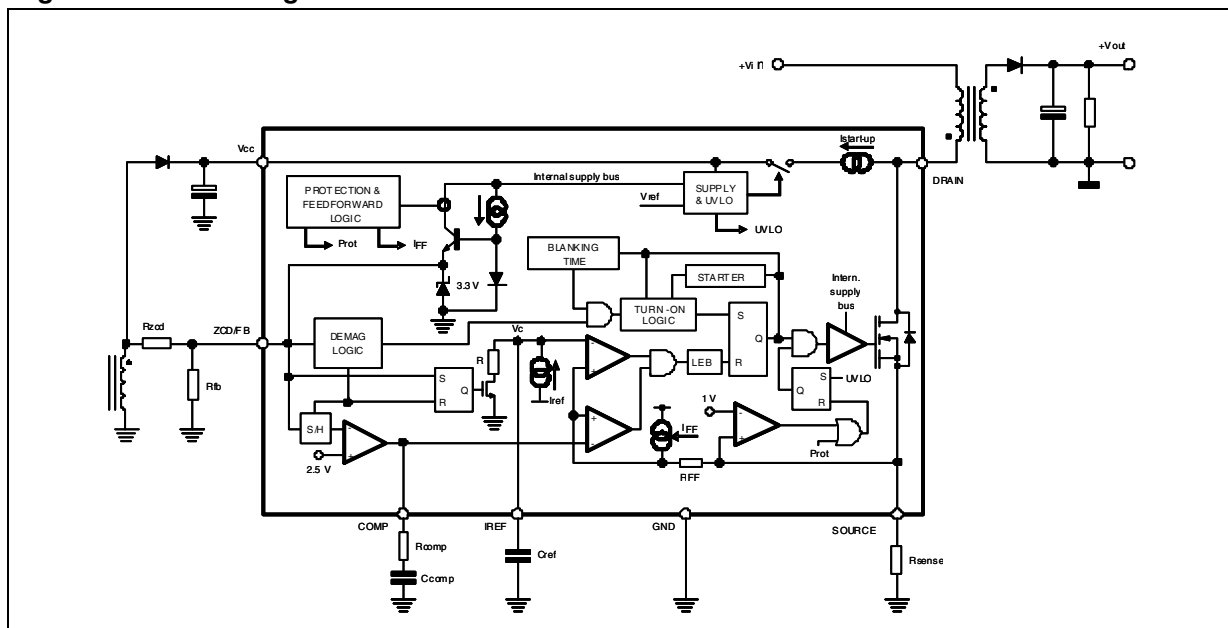 +Vin
+Vout
Vcc
Istart-up
DRAIN
Internal supply bus
PROTECTION &
FEEDFORWARD
LOGIC
SUPPLY
& UVLO
Vref
Prot
IFF
UVLO
BLANKING
TIME
STARTER
Intern.
supply
bus
3.3 V
TURN-ON
LOGIC
S
Q
R
Rzcd
ZCD/FB
DEMAG
LOGIC
Vc
R
LEB
S
UVLO
Q
R
S
Q
R
Iref
1 V
Rfb
S/H
IFF
2.5 V
RFF
Prot
COMP
IREF
GND
SOURCE
Rcomp
Cref
Rsense
Ccomp
-
+
-
+
+
-
-
+